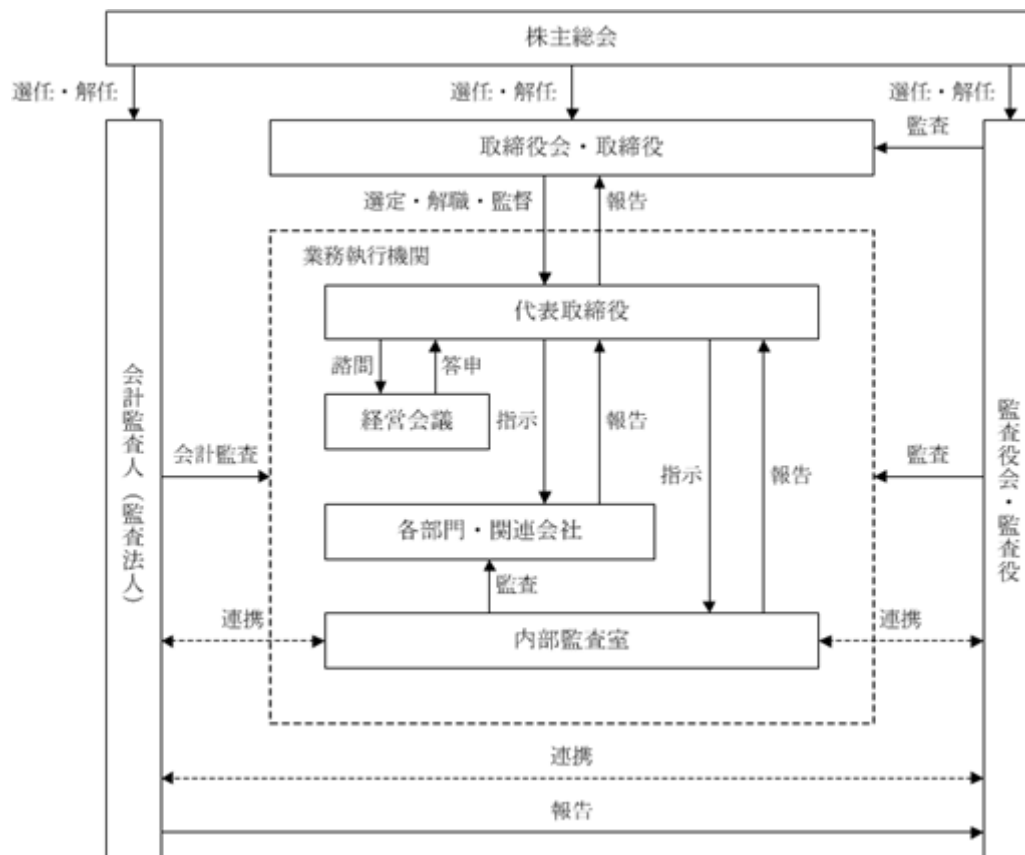 株主総会
選任・解任
選任・解任
選任・解任
取締役会・取締役
監査
選定・解職・監督
報告
業務執行機関
代表取締役
諮問
答申
経営会議
指示
報告
会計監査人（監査法人）
会計監査
指示
報告
監査
監査役会・監査役
各部門・関連会社
監査
連携
内部監査室
連携
連携
報告